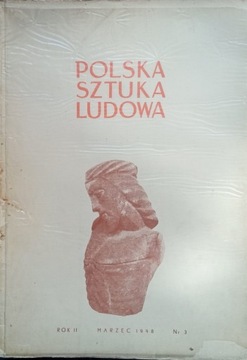 POLSKA
SZTUKA
LUDOWA
ROK II MARZEC 1948 Nr 3